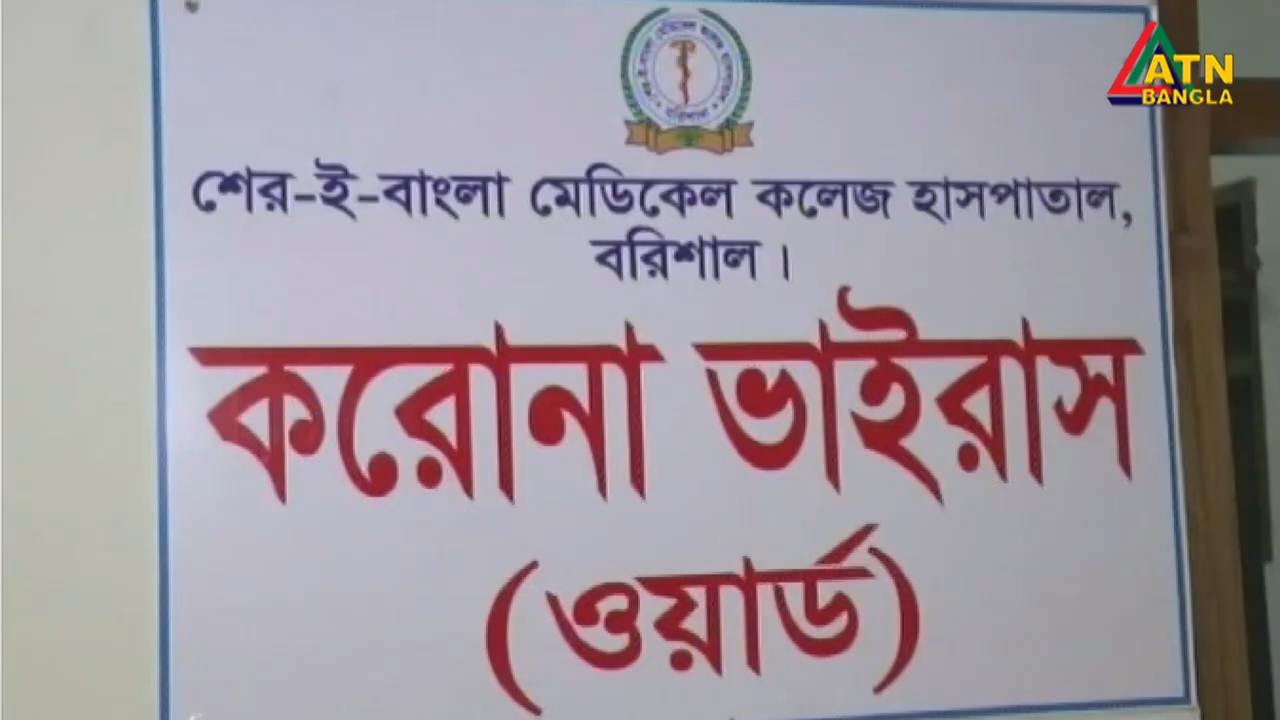 ATN
BANGLA
শের-ই-বাংলা মেডিকেল কলেজ হাসপাতাল,
বরিশাল।
করোনা ভাইরাস
(ওয়ার্ড)